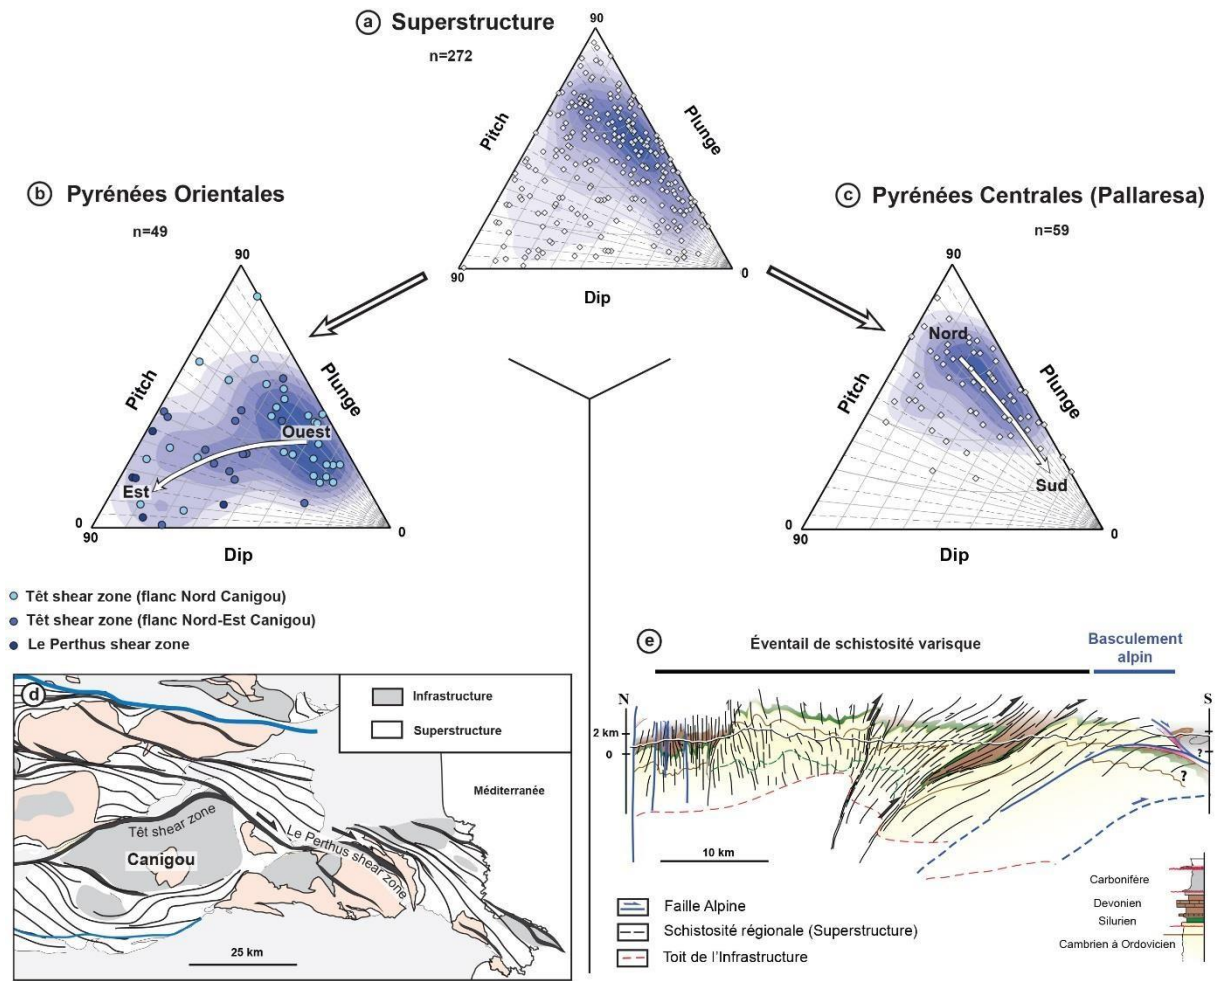 a Superstructure
n=272
90
Pitch
Plunge
90
0
Dip
b Pyrénées Orientales
n=49
90
Pitch
Plunge
Ouest
Est
0
90
0
Dip
c Pyrénées Centrales (Pallaresa)
n=59
90
Nord
Pitch
Plunge
Sud
0
90
0
Dip
Têt shear zone (flanc Nord Canigou)
Têt shear zone (flanc Nord-Est Canigou)
Le Perthus shear zone
d
Infrastructure
Superstructure
Méditerranée
Têt shear zone
Canigou
Le Perthus shear zone
25 km
e
Éventail de schistosité varisque
Basculement
alpin
N
S
2 km
0
?
?
10 km
Faille Alpine
Schistosité régionale (Superstructure)
Toit de l'Infrastructure
Carbonifère
Devonien
Silurien
Cambrien à Ordovicien